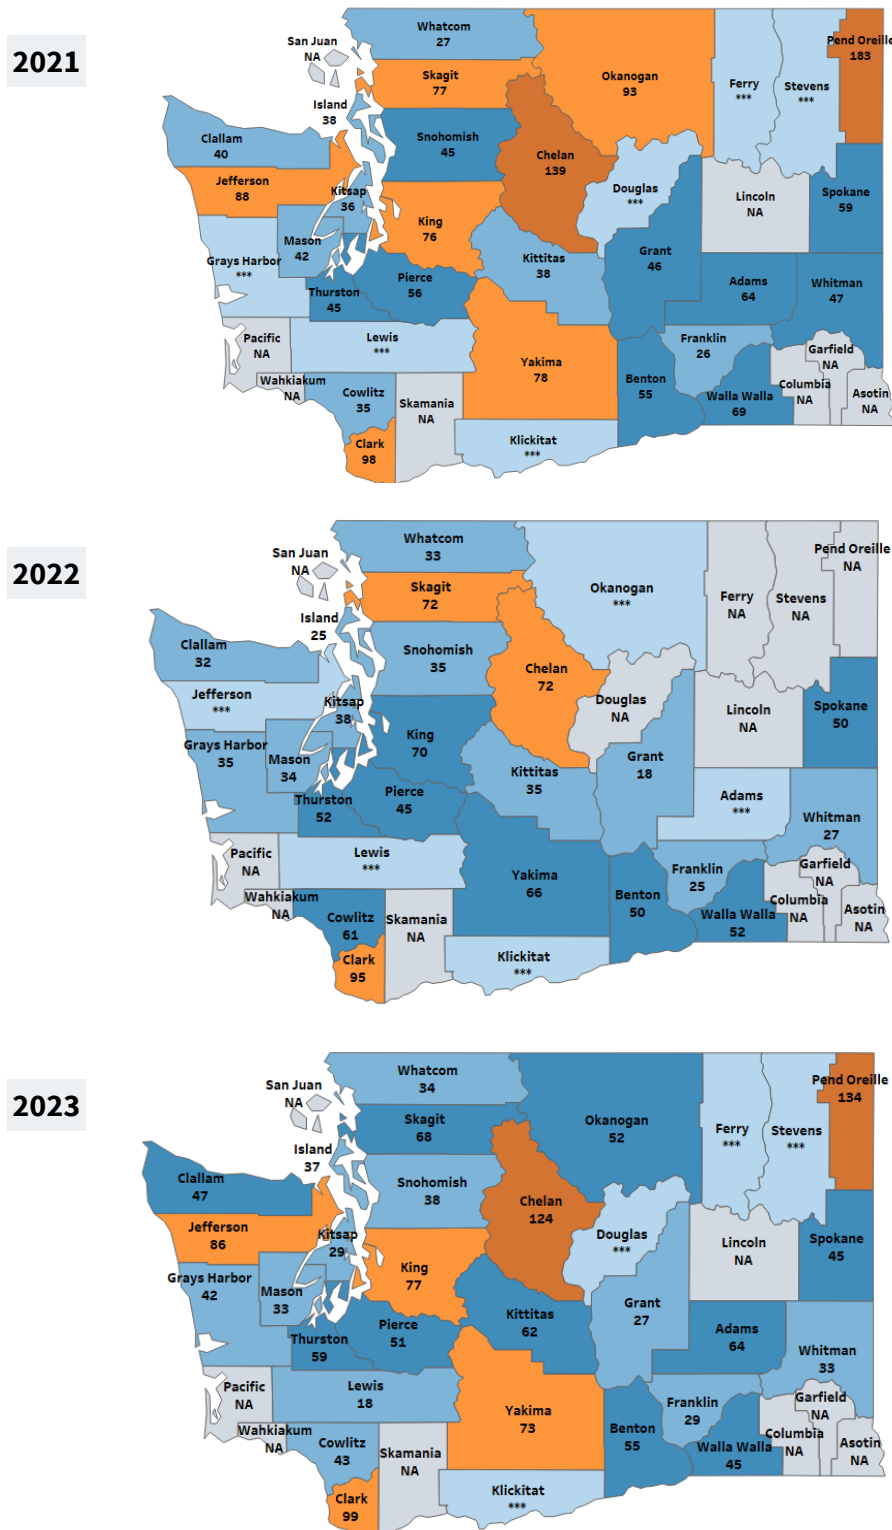 2021
Whatcom
27
San Juan
NA
Skagit
77
Okanogan
93
Pend Oreille
183
Ferry
***
Stevens
***
Island
38
Clallam
40
Snohomish
45
Chelan
139
Jefferson
88
Kitsap
36
Douglas
***
Lincoln
NA
Spokane
59
King
76
Mason
42
Grays Harbor
***
Kittitas
38
Grant
46
Pierce
56
Thurston
45
Adams
64
Whitman
47
Pacific
NA
Lewis
***
Franklin
26
Garfield
NA
Yakima
78
Wahkiakum
NA
Cowlitz
35
Skamania
NA
Benton
55
Walla Walla
69
Columbia
NA
Asotin
NA
Clark
98
Klickitat
***
2022
Whatcom
33
San Juan
NA
Skagit
72
Okanogan
***
Pend Oreille
NA
Ferry
NA
Stevens
NA
Island
25
Clallam
32
Snohomish
35
Chelan
72
Jefferson
***
Kitsap
38
Douglas
NA
Lincoln
NA
Spokane
50
King
70
Grays Harbor
35
Mason
34
Kittitas
35
Grant
18
Pierce
45
Thurston
52
Adams
***
Whitman
27
Pacific
NA
Lewis
***
Franklin
25
Garfield
NA
Yakima
66
Wahkiakum
NA
Cowlitz
61
Skamania
NA
Benton
50
Walla Walla
52
Columbia
NA
Asotin
NA
Clark
95
Klickitat
***
2023
Whatcom
34
San Juan
NA
Skagit
68
Okanogan
52
Pend Oreille
134
Ferry
***
Stevens
***
Island
37
Clallam
47
Snohomish
38
Chelan
124
Jefferson
86
Kitsap
29
Douglas
***
Lincoln
NA
Spokane
45
King
77
Grays Harbor
42
Mason
33
Kittitas
62
Grant
27
Pierce
51
Thurston
59
Adams
64
Whitman
33
Pacific
NA
Lewis
18
Franklin
29
Garfield
NA
Yakima
73
Wahkiakum
NA
Cowlitz
43
Skamania
NA
Benton
55
Walla Walla
45
Columbia
NA
Asotin
NA
Clark
99
Klickitat
***